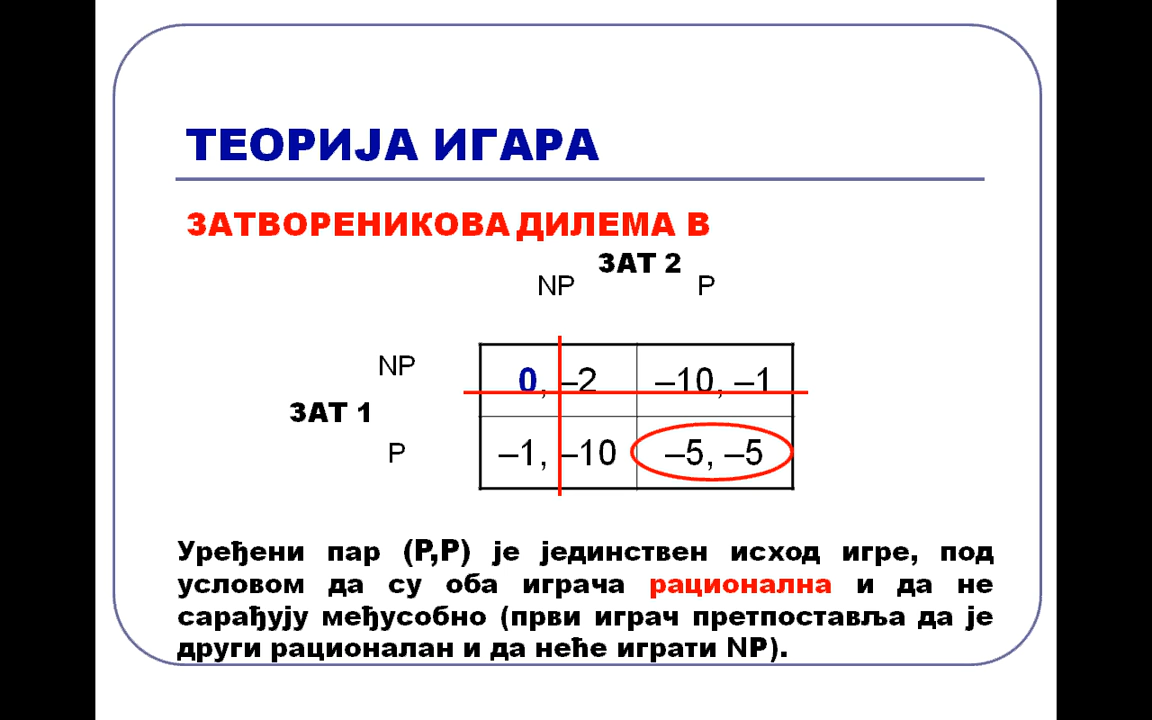 ТЕОРИЈА ИГАРА
ЗАТВОРЕНИКОВА ДИЛЕМА В
ЗАТ 2
NP P
NP 0, –2 –10, –1
ЗАТ 1
P –1, –10 –5, –5
Уређени пар (P,P) је јединствен исход игре, под
условом да су оба играча рационална и да не
сарађују међусобно (први играч претпоставља да је
други рационалан и да неће играти NP).